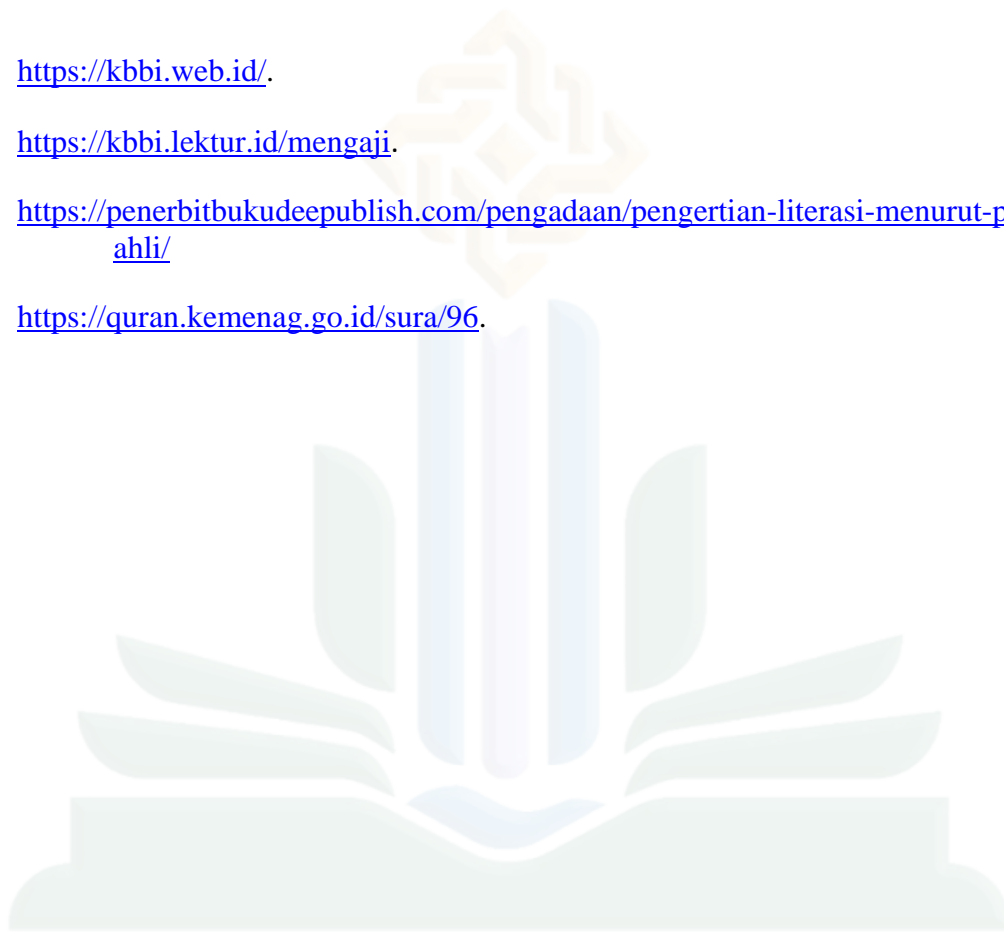 https://kbbi.web.id/.
https://kbbi.lektur.id/mengaji.
https://penerbitbukudeepublish.com/pengadaan/pengertian-literasi-menurut-p
ahli/
https://quran.kemenag.go.id/sura/96.